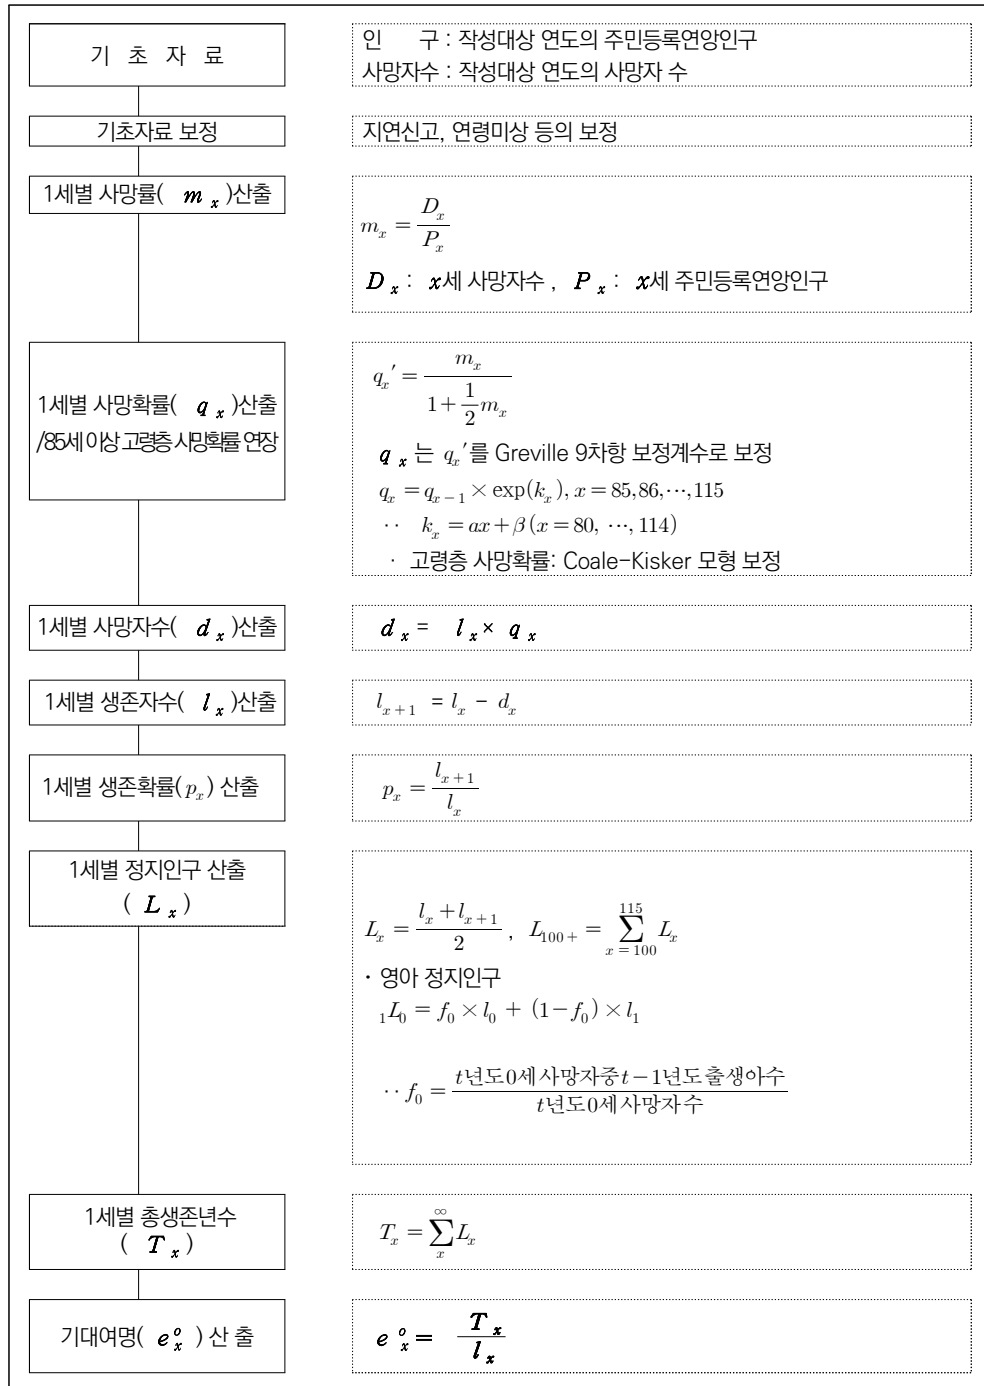 기 초 자 료
인 구 : 작성대상 연도의 주민등록연앙인구
사망자수 : 작성대상 연도의 사망자 수
기초자료 보정
지연신고, 연령미상 등의 보정
1세별 사망률( m_x )산출
m_x = D_x / P_x
D_x : x세 사망자수 , P_x : x세 주민등록연앙인구
1세별 사망확률( q_x )산출
/85세 이상 고령층 사망확률 연장
q_x′ = m_x / (1 + 1/2 m_x)
q_x 는 q_x′를 Greville 9차항 보정계수로 보정
q_x = q_{x-1} × exp(k_x), x = 85,86,⋯,115
·· k_x = ax + β (x = 80, ⋯, 114)
· 고령층 사망확률: Coale-Kisker 모형 보정
1세별 사망자수( d_x )산출
d_x = l_x × q_x
1세별 생존자수( l_x )산출
l_{x+1} = l_x - d_x
1세별 생존확률(p_x) 산출
p_x = l_{x+1} / l_x
1세별 정지인구 산출
( L_x )
L_x = (l_x + l_{x+1}) / 2 , L_{100+} = ∑_{x=100}^{115} L_x
· 영아 정지인구
₁L₀ = f₀ × l₀ + (1-f₀) × l₁
·· f₀ = t년도0세사망자중t-1년도출생아수 / t년도0세사망자수
1세별 총생존년수
( T_x )
T_x = ∑_x^∞ L_x
기대여명( e_x^o ) 산 출
e_x^o = T_x / l_x